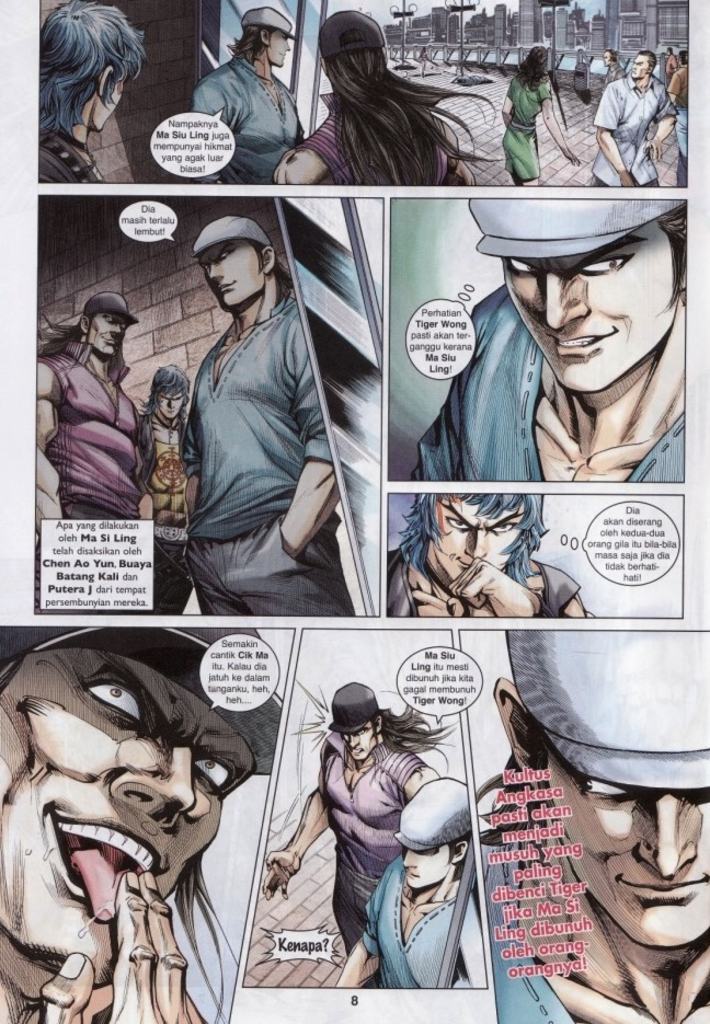 Nampaknya
Ma Siu Ling juga
mempunyai hikmat
yang agak luar
biasa!
Dia
masih terlalu
lembut!
Perhatian
Tiger Wong
pasti akan ter-
ganggu kerana
Ma Siu
Ling!
Apa yang dilakukan
oleh Ma Si Ling
telah disaksikan oleh
Chen Ao Yun, Buaya
Batang Kali dan
Putera J dari tempat
persembunyian mereka.
Dia
akan diserang
oleh kedua-dua
orang gila itu bila-bila
masa saja jika dia
tidak berhati-
hati!
Semakin
cantik Cik Ma
itu. Kalau dia
jatuh ke dalam
tanganku, heh,
heh....
Ma Siu
Ling itu mesti
dibunuh jika kita
gagal membunuh
Tiger Wong!
Kenapa?
Kultus
Angkasa
pasti akan
menjadi
musuh yang
paling
dibenci Tiger
jika Ma Si
Ling dibunuh
oleh orang-
orangnya!
8